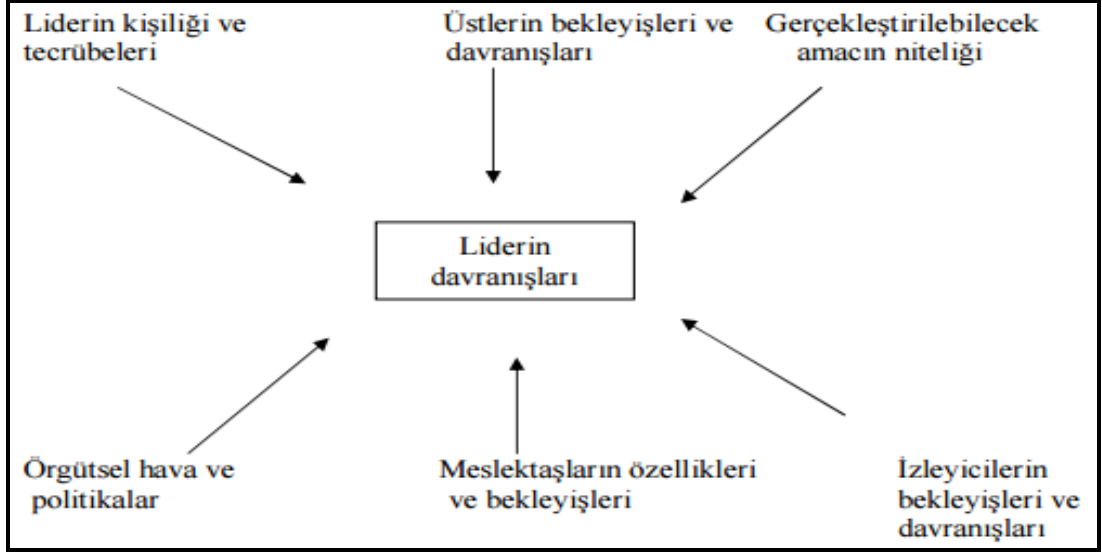 Liderin kişiliği ve
tecrübeleri
Üstlerin bekleyişleri ve
davranışları
Gerçekleştirilebilecek
amacın niteliği
Liderin
davranışları
Örgütsel hava ve
politikalar
Meslektaşların özellikleri
ve bekleyişleri
İzleyicilerin
bekleyişleri ve
davranışları